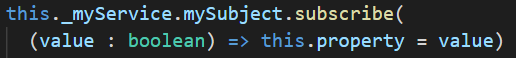 this._myService.mySubject.subscribe(
(value : boolean) => this.property = value)